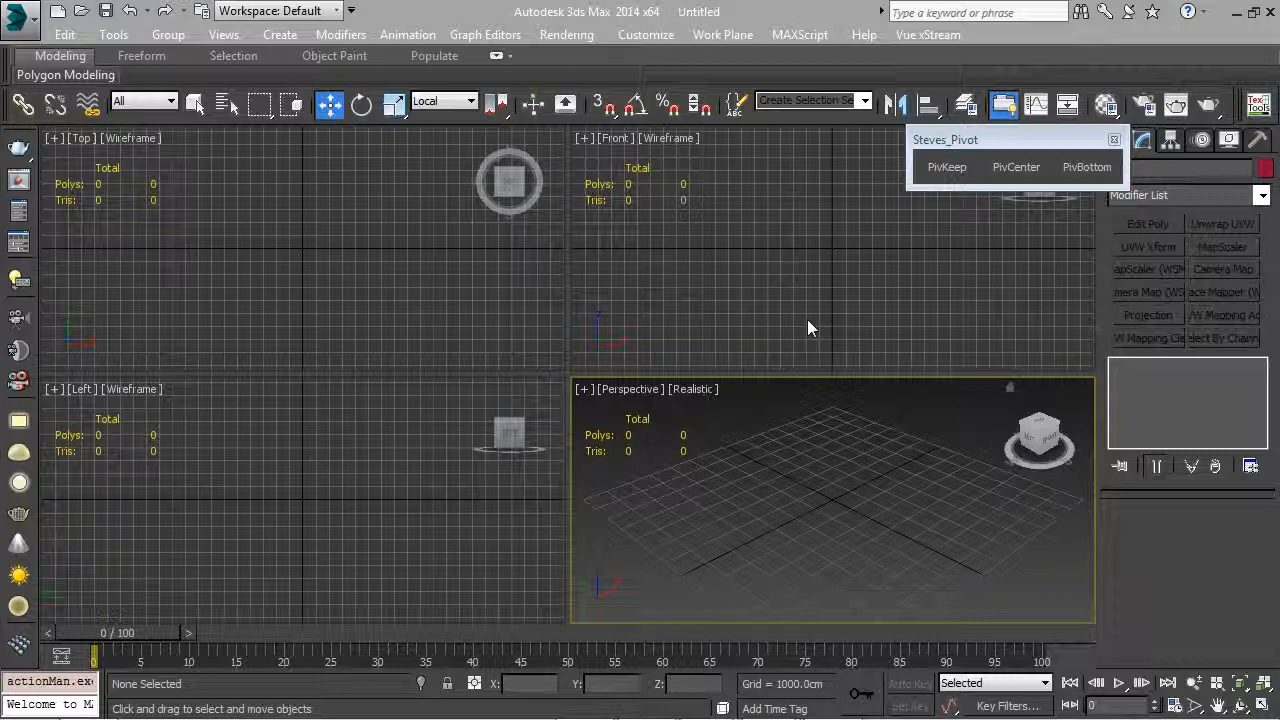 Workspace: Default
Autodesk 3ds Max 2014 x64 Untitled
Type a keyword or phrase
Edit Tools Group Views Create Modifiers Animation Graph Editors Rendering Customize Work Plane MAXScript Help Vue xStream
Modeling Freeform Selection Object Paint Populate
Polygon Modeling
All Local Create Selection Se
[+] [Top] [Wireframe]
Total
Polys: 0 0
Tris: 0 0
[+] [Front] [Wireframe]
Total
Polys: 0 0
Tris: 0 0
Steves_Pivot
PivKeep PivCenter PivBottom
Modifier List
Edit Poly Unwrap UVW
UVW Xform MapScaler
apScaler (WSM Camera Map
mera Map (WS ace Mapper (W
Projection W Mapping Ad
W Mapping Cle elect By Chann
[+] [Left] [Wireframe]
Total
Polys: 0 0
Tris: 0 0
[+] [Perspective] [Realistic]
Total
Polys: 0 0
Tris: 0 0
< 0 / 100 >
0 5 10 15 20 25 30 35 40 45 50 55 60 65 70 75 80 85 90 95 100
actionMan.exe
None Selected X: Y: Z: Grid = 1000.0cm Auto Key Selected
Welcome to M
Click and drag to select and move objects Add Time Tag Set Key Key Filters... 0